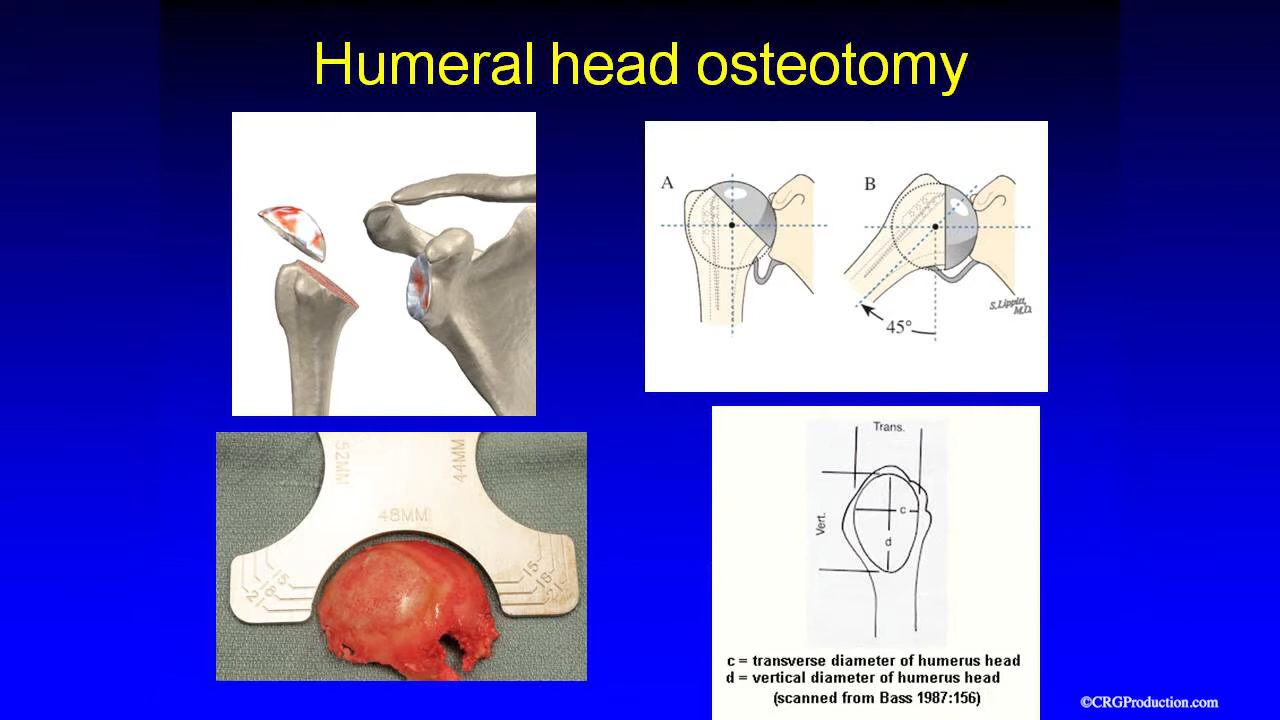 Humeral head osteotomy
A
B
S. Lippitt,
M.D.
45°
52MM
44MM
48MM
15
18
21
15
18
21
Trans.
Vert.
c
d
c = transverse diameter of humerus head
d = vertical diameter of humerus head
(scanned from Bass 1987:156)
©CRGProduction.com